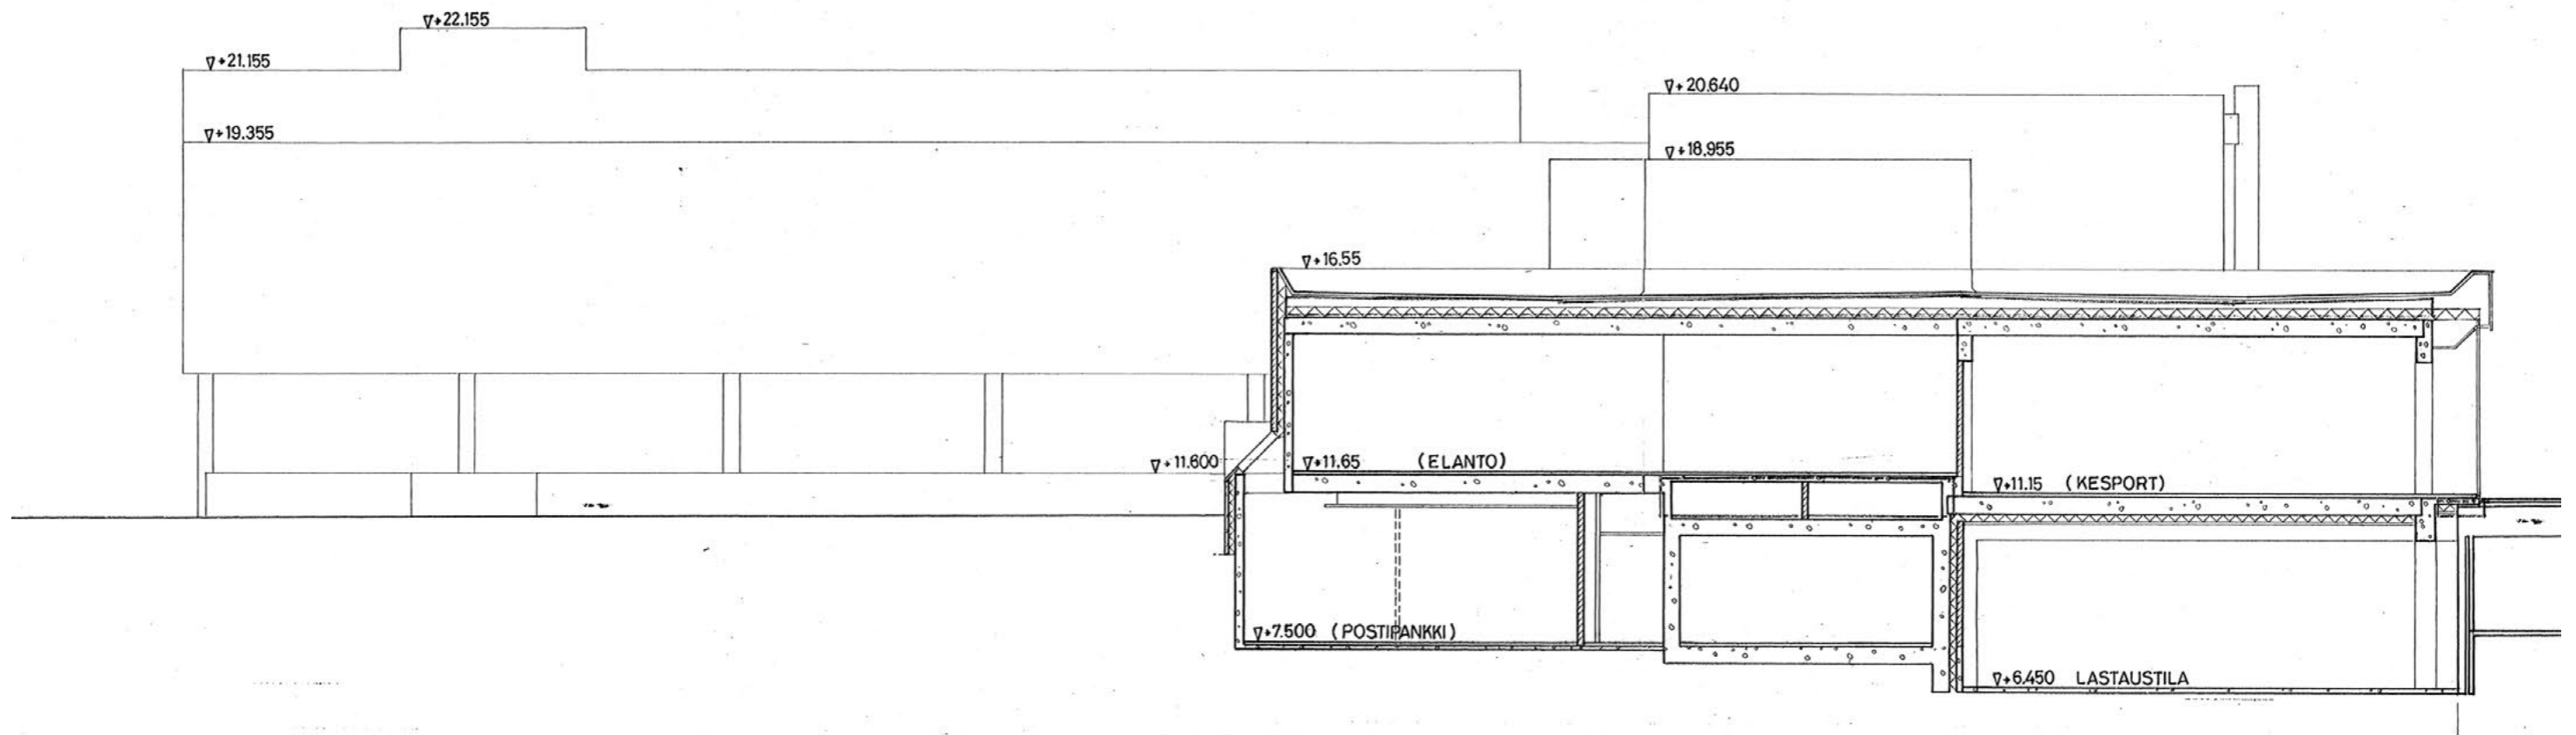 +22.155
+21.155
+20.640
+19.355
+18.955
+16.55
+11.600
+11.65 (ELANTO)
+11.15 (KESPORT)
+7.500 (POSTIPANKKI)
+6.450 LASTAUSTILA